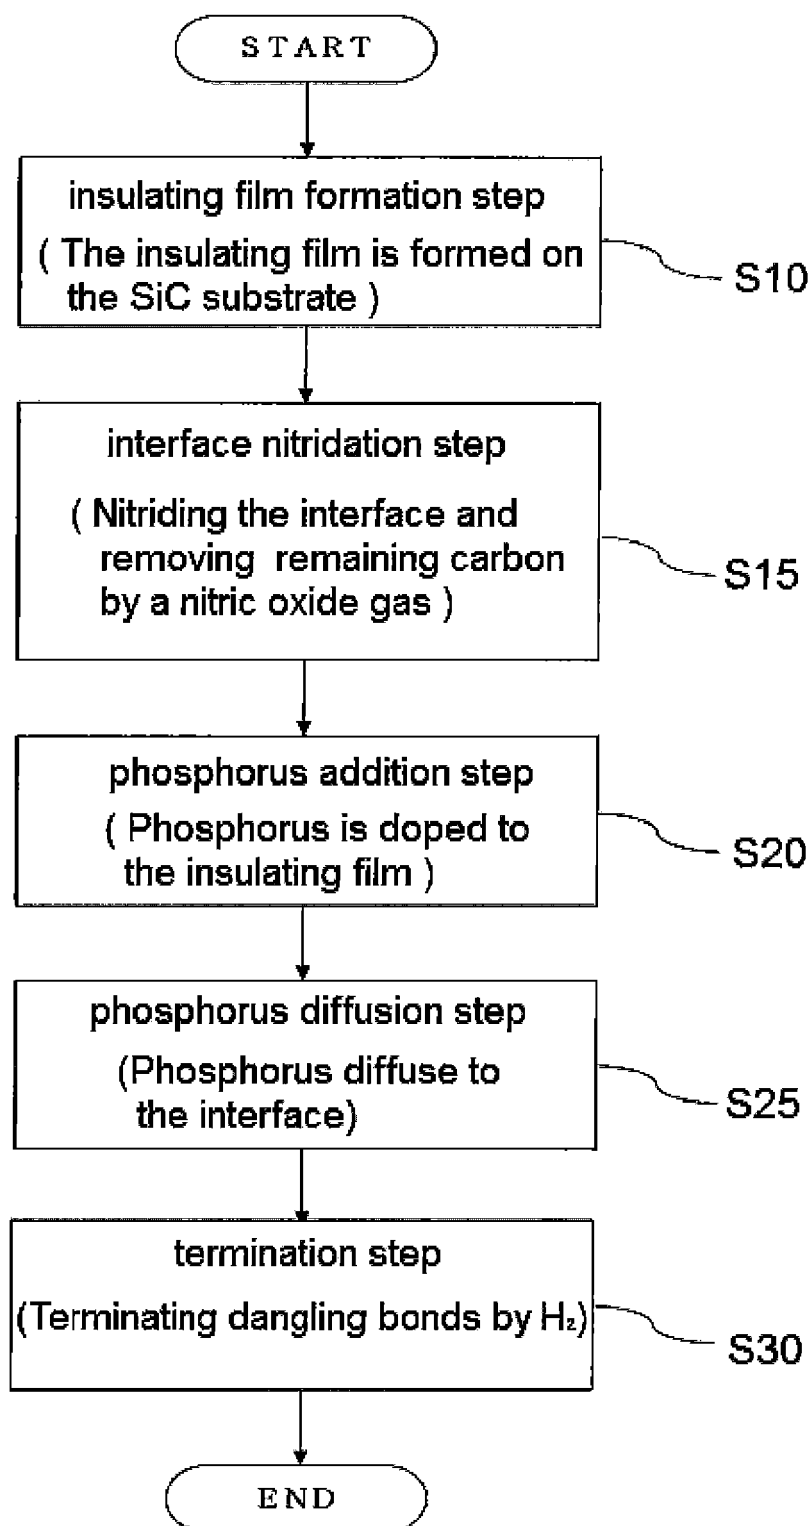 START
insulating film formation step
( The insulating film is formed on
the SiC substrate )
S10
interface nitridation step
( Nitriding the interface and
removing remaining carbon
by a nitric oxide gas )
S15
phosphorus addition step
( Phosphorus is doped to
the insulating film )
S20
phosphorus diffusion step
(Phosphorus diffuse to
the interface)
S25
termination step
(Terminating dangling bonds by H₂)
S30
END